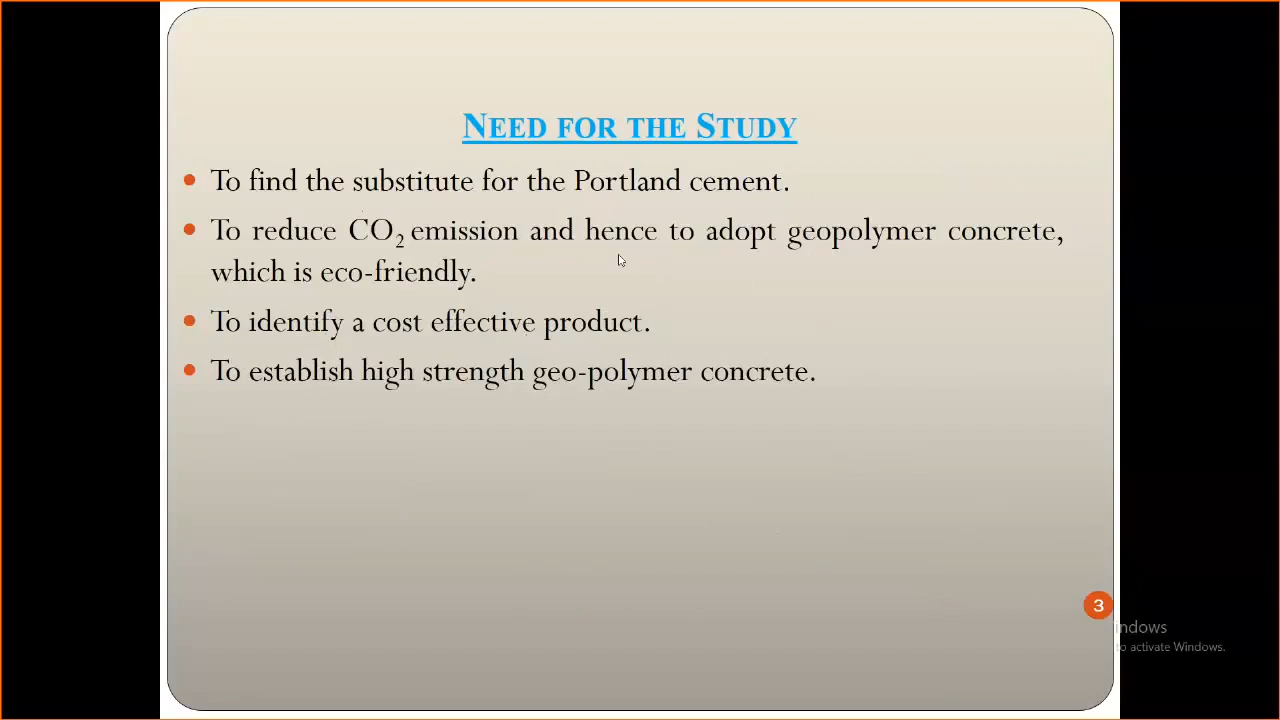 NEED FOR THE STUDY
To find the substitute for the Portland cement.
To reduce CO₂ emission and hence to adopt geopolymer concrete,
which is eco-friendly.
To identify a cost effective product.
To establish high strength geo-polymer concrete.
3
indows
to activate Windows.